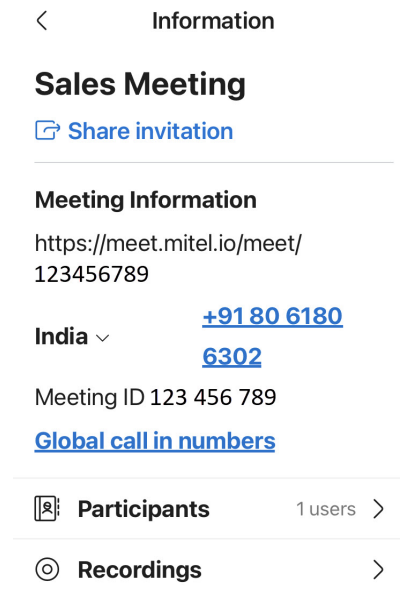 Information
Sales Meeting
Share invitation
Meeting Information
https://meet.mitel.io/meet/
123456789
India
+91 80 6180
6302
Meeting ID 123 456 789
Global call in numbers
Participants 1 users
Recordings